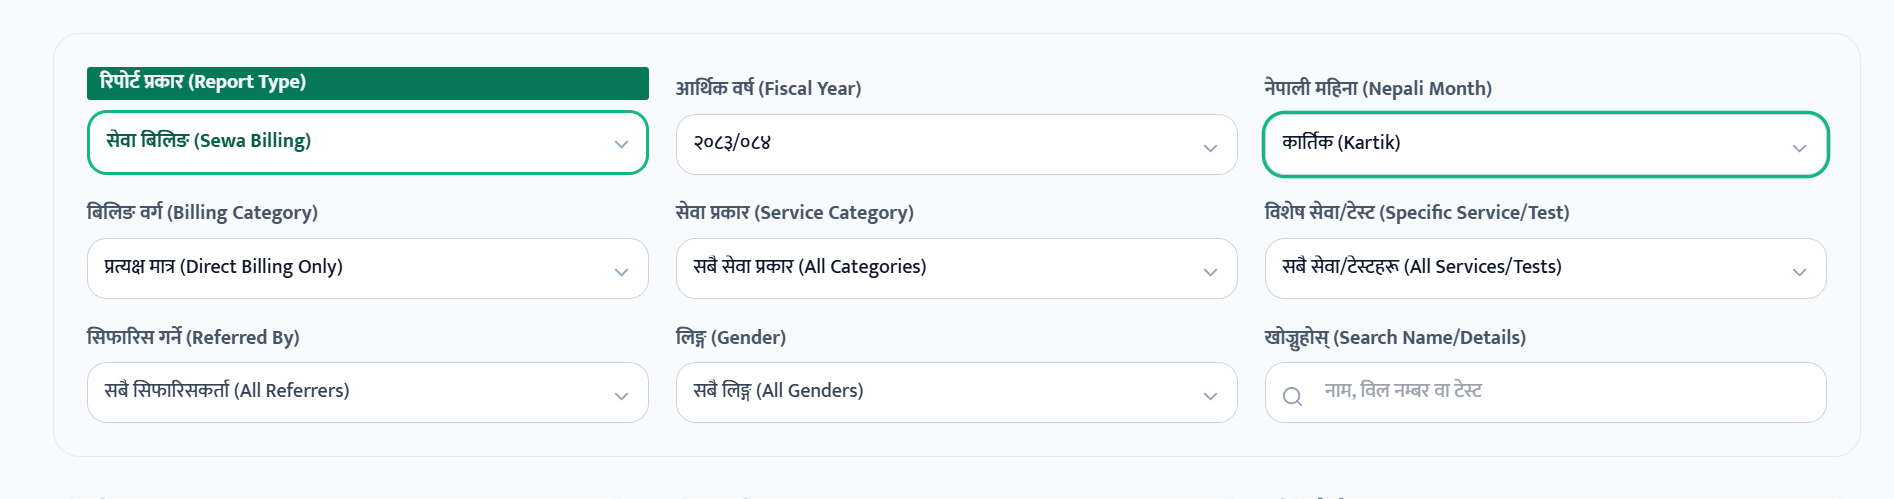 रिपोर्ट प्रकार (Report Type)
आर्थिक वर्ष (Fiscal Year)
नेपाली महिना (Nepali Month)
सेवा बिलिङ (Sewa Billing)
२०८३/०८४
कार्तिक (Kartik)
बिलिङ वर्ग (Billing Category)
सेवा प्रकार (Service Category)
विशेष सेवा/टेस्ट (Specific Service/Test)
प्रत्यक्ष मात्र (Direct Billing Only)
सबै सेवा प्रकार (All Categories)
सबै सेवा/टेस्टहरू (All Services/Tests)
सिफारिस गर्ने (Referred By)
लिङ्ग (Gender)
खोज्नुहोस् (Search Name/Details)
सबै सिफारिसकर्ता (All Referrers)
सबै लिङ्ग (All Genders)
नाम, विल नम्बर वा टेस्ट